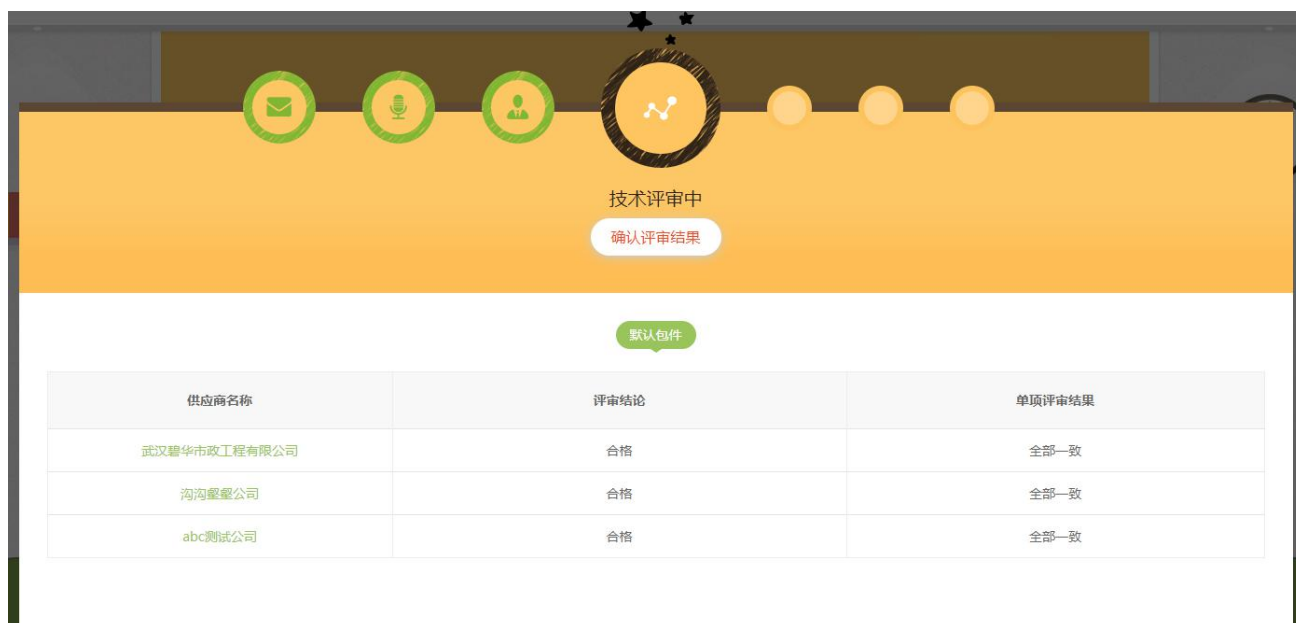 技术评审中
确认评审结果
默认包件
供应商名称 评审结论 单项评审结果
武汉碧华市政工程有限公司 合格 全部一致
沟沟壑壑公司 合格 全部一致
abc测试公司 合格 全部一致